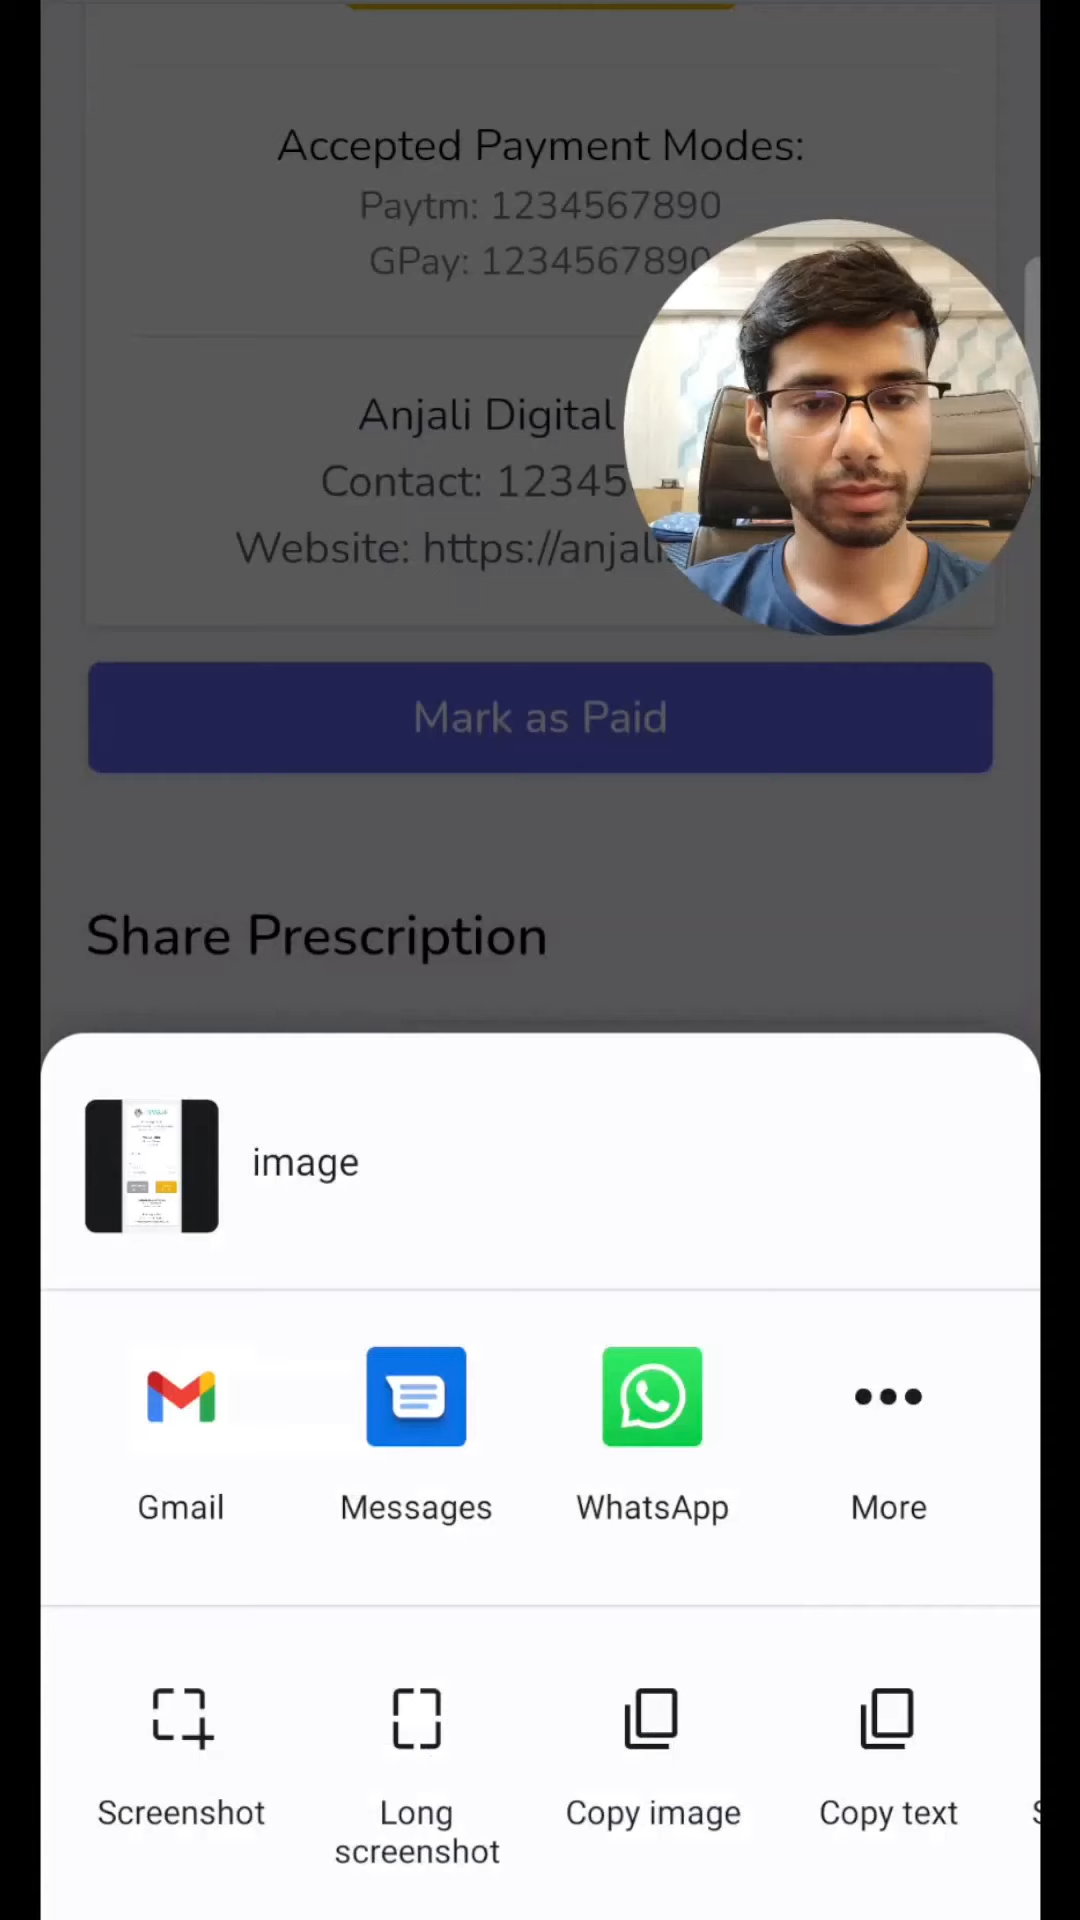 Accepted Payment Modes:
Paytm: 1234567890
GPay: 1234567890
Anjali Digital
Contact: 12345
Website: https://anjali
Mark as Paid
Share Prescription
image
Gmail
Messages
WhatsApp
More
Screenshot
Long
screenshot
Copy image
Copy text